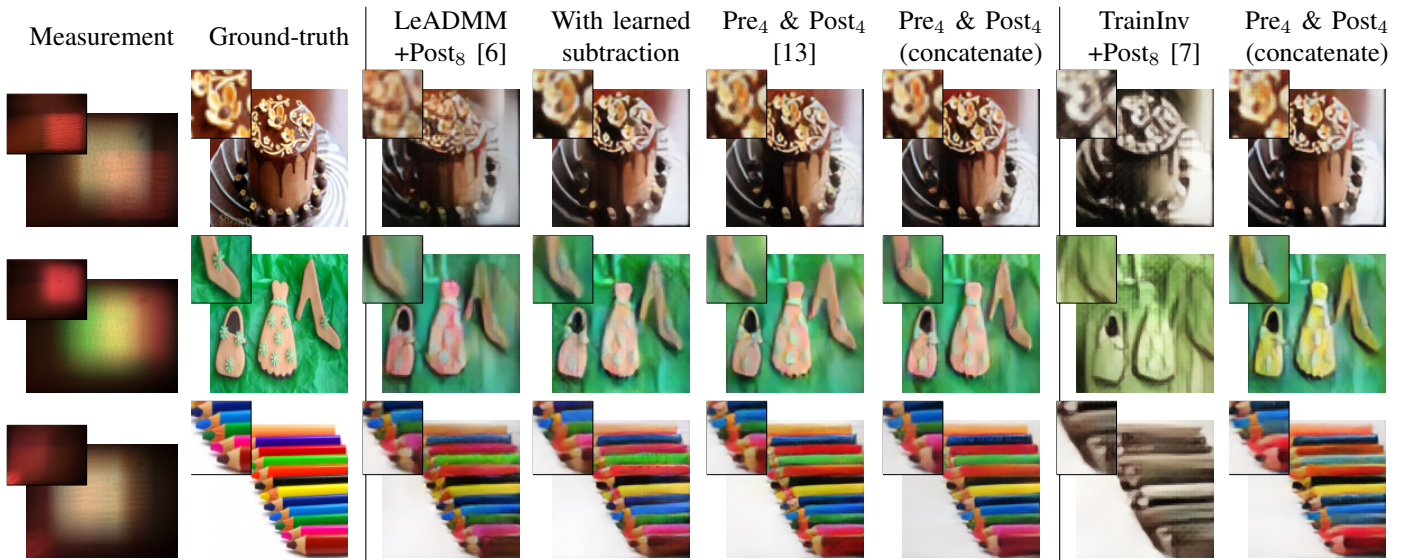 Measurement
Ground-truth
LeADMM
+Post₈ [6]
With learned
subtraction
Pre₄ & Post₄
[13]
Pre₄ & Post₄
(concatenate)
TrainInv
+Post₈ [7]
Pre₄ & Post₄
(concatenate)